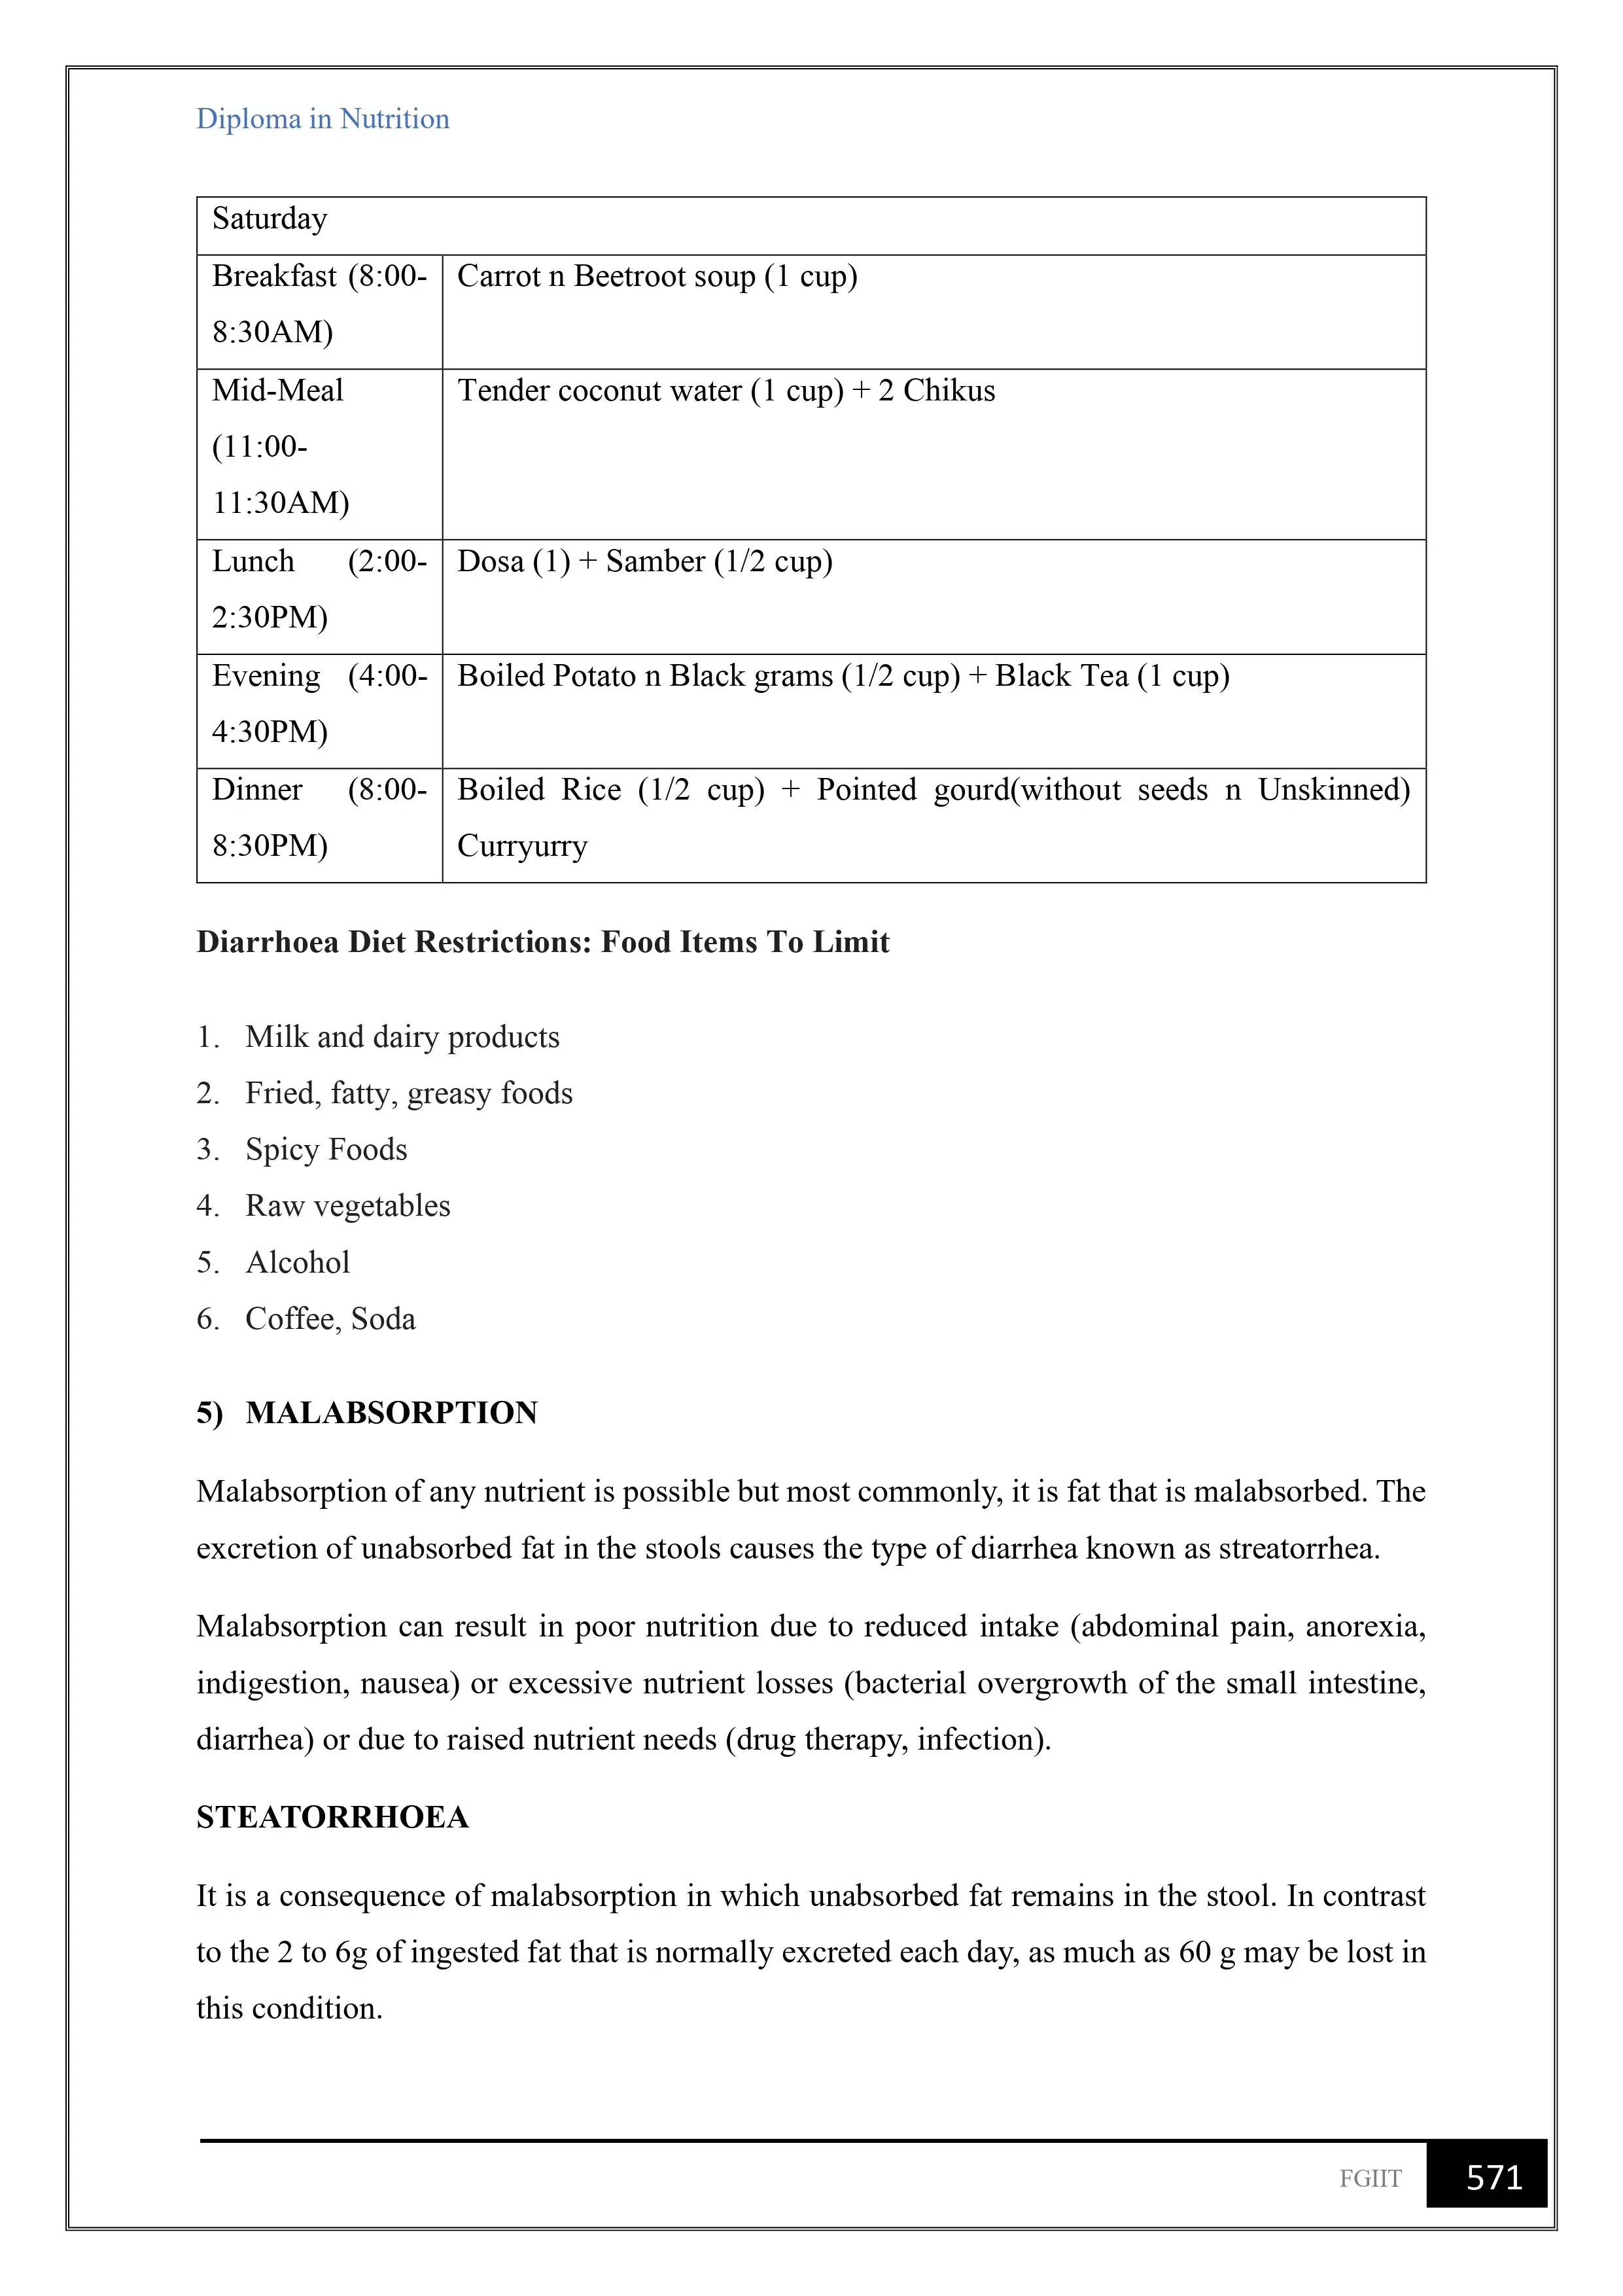 Diploma in Nutrition
Saturday
Breakfast (8:00-
8:30AM)
Carrot n Beetroot soup (1 cup)
Mid-Meal
(11:00-
11:30AM)
Tender coconut water (1 cup) + 2 Chikus
Lunch (2:00-
2:30PM)
Dosa (1) + Samber (1/2 cup)
Evening (4:00-
4:30PM)
Boiled Potato n Black grams (1/2 cup) + Black Tea (1 cup)
Dinner (8:00-
8:30PM)
Boiled Rice (1/2 cup) + Pointed gourd(without seeds n Unskinned)
Curryurry
Diarrhoea Diet Restrictions: Food Items To Limit
1. Milk and dairy products
2. Fried, fatty, greasy foods
3. Spicy Foods
4. Raw vegetables
5. Alcohol
6. Coffee, Soda
5) MALABSORPTION
Malabsorption of any nutrient is possible but most commonly, it is fat that is malabsorbed. The
excretion of unabsorbed fat in the stools causes the type of diarrhea known as streatorrhea.
Malabsorption can result in poor nutrition due to reduced intake (abdominal pain, anorexia,
indigestion, nausea) or excessive nutrient losses (bacterial overgrowth of the small intestine,
diarrhea) or due to raised nutrient needs (drug therapy, infection).
STEATORRHOEA
It is a consequence of malabsorption in which unabsorbed fat remains in the stool. In contrast
to the 2 to 6g of ingested fat that is normally excreted each day, as much as 60 g may be lost in
this condition.
FGIIT 571